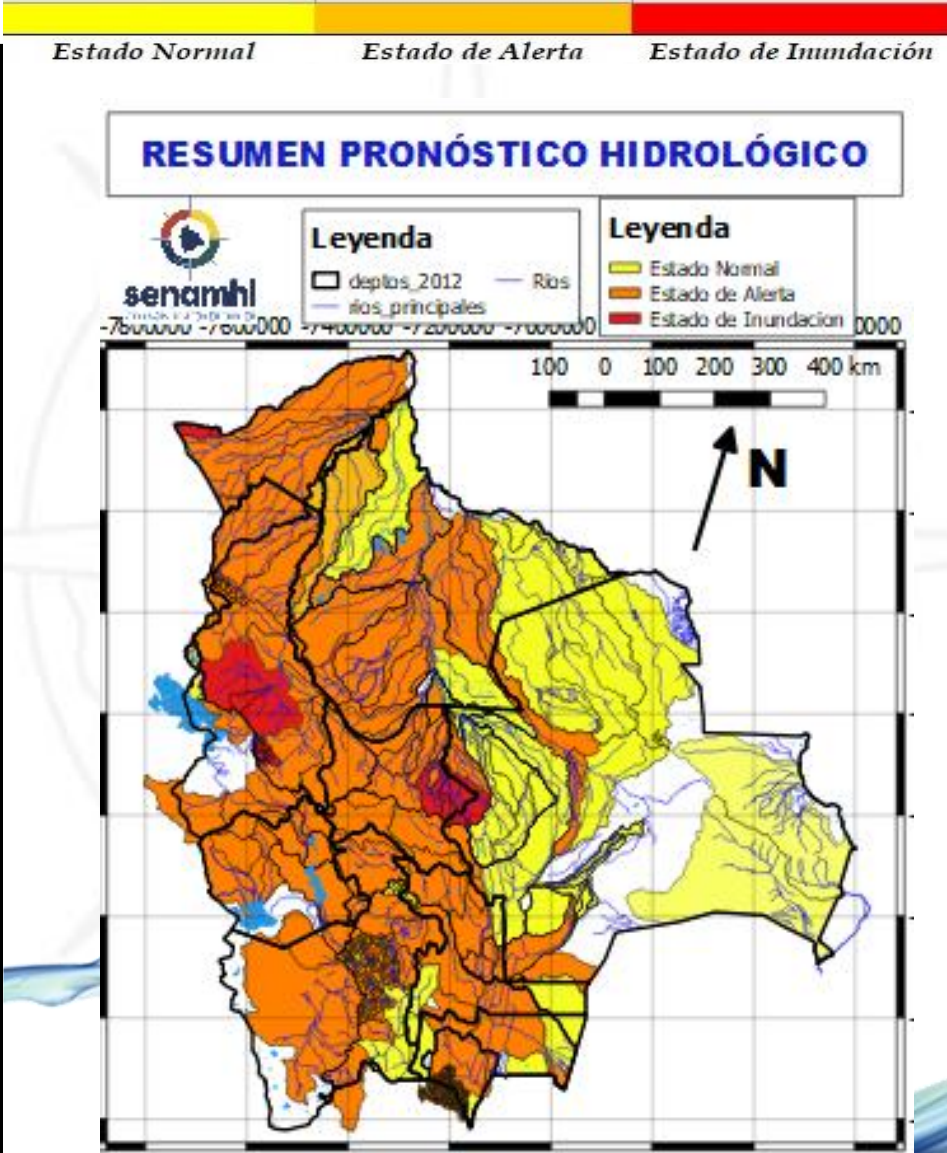 Estado Normal Estado de Alerta Estado de Inundación
RESUMEN PRONÓSTICO HIDROLÓGICO
senamhi
Leyenda
deptos_2012 Rios
rios_principales
Leyenda
Estado Normal
Estado de Alerta
Estado de Inundacion
-7800000 -7600000 -7400000 -7200000 -7000000
100 0 100 200 300 400 km
N